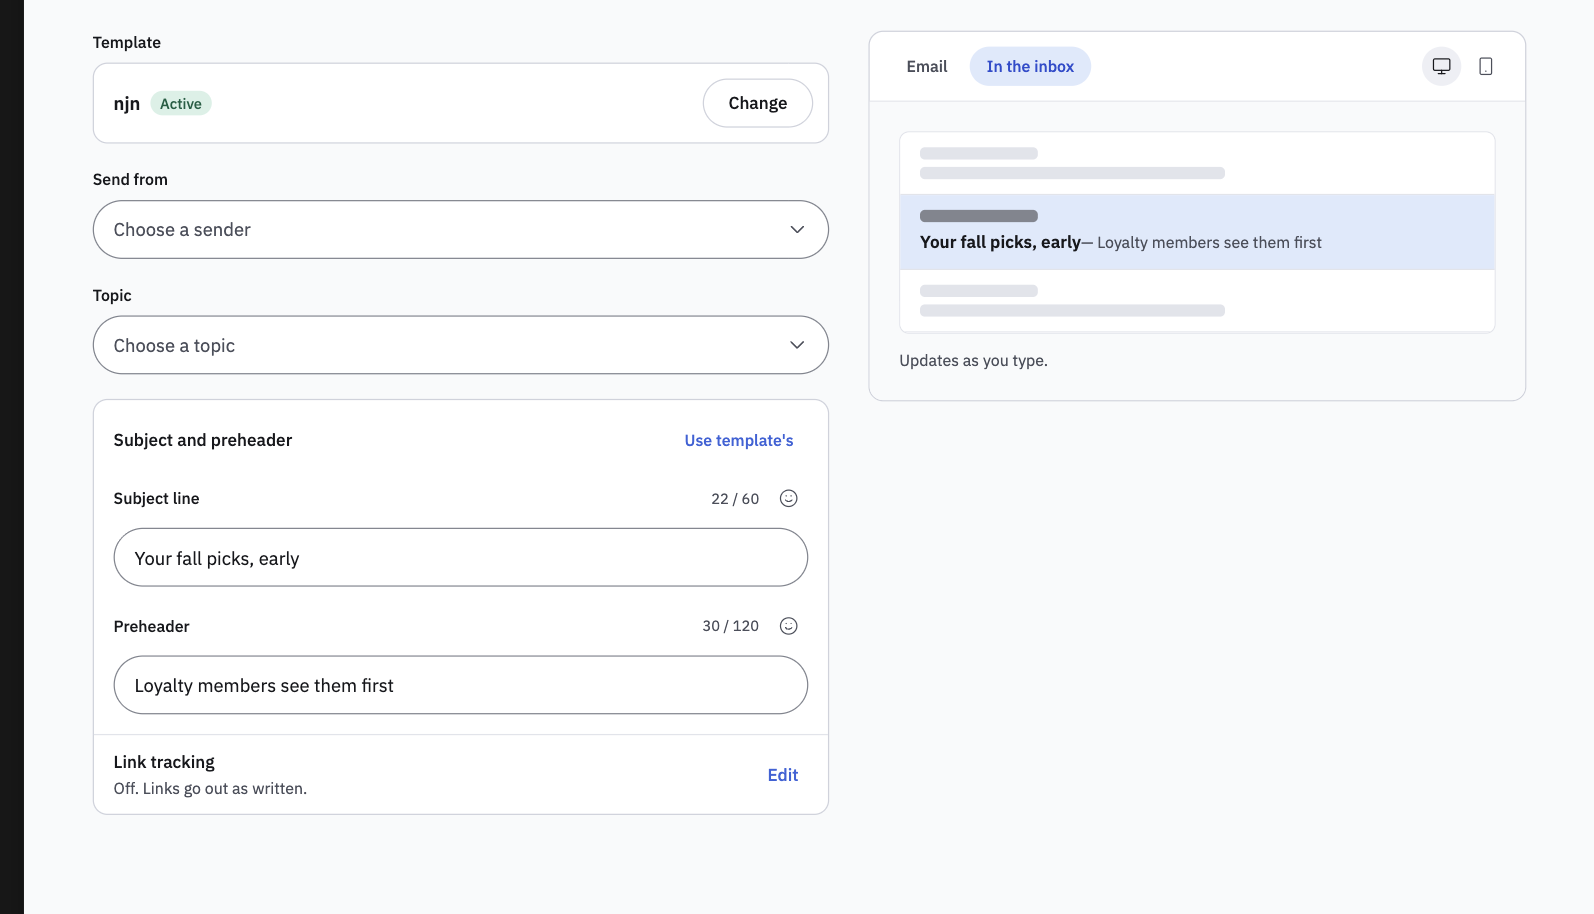 Template
njn Active Change
Send from
Choose a sender
Topic
Choose a topic
Subject and preheader Use template's
Subject line 22 / 60
Your fall picks, early
Preheader 30 / 120
Loyalty members see them first
Link tracking
Off. Links go out as written.
Edit
Email In the inbox
Your fall picks, early— Loyalty members see them first
Updates as you type.